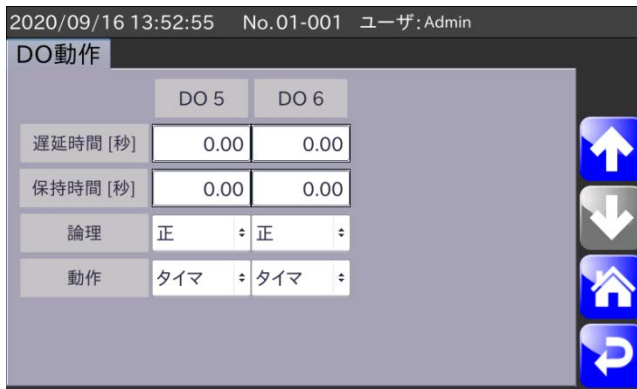 2020/09/16 13:52:55 No.01-001 ユーザ:Admin
DO動作
DO 5 DO 6
遅延時間 [秒] 0.00 0.00
保持時間 [秒] 0.00 0.00
論理 正 正
動作 タイマ タイマ